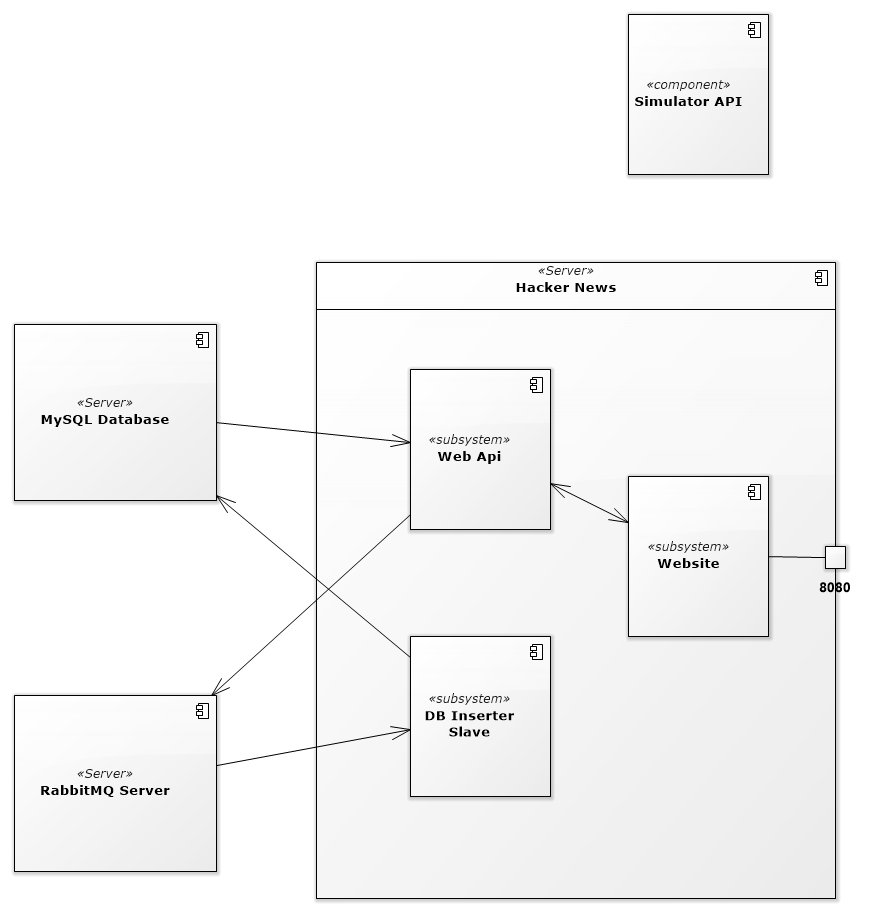 «component»
Simulator API
«Server»
Hacker News
«Server»
MySQL Database
«subsystem»
Web Api
«subsystem»
Website
8080
«subsystem»
DB Inserter
Slave
«Server»
RabbitMQ Server